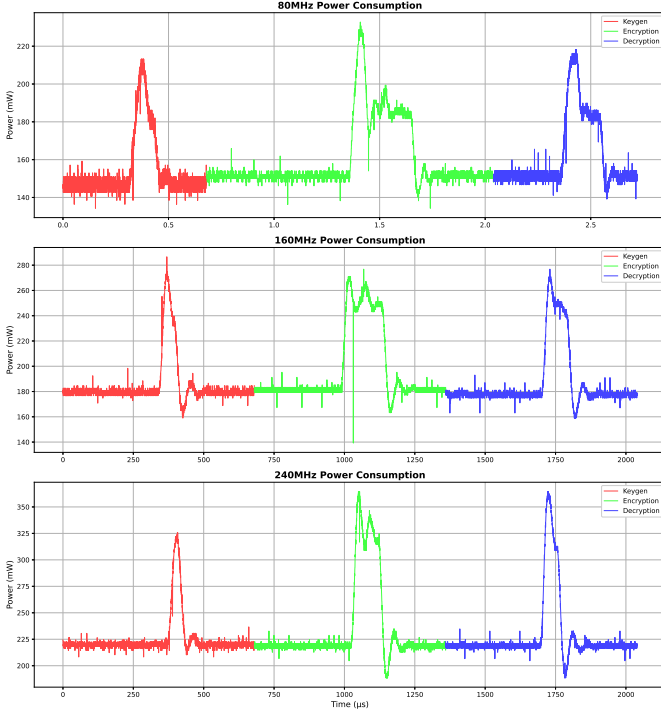 80MHz Power Consumption
Power (mW)
220
200
180
160
140
0.0 0.5 1.0 1.5 2.0 2.5
Keygen
Encryption
Decryption
160MHz Power Consumption
Power (mW)
280
260
240
220
200
180
160
140
0 250 500 750 1000 1250 1500 1750 2000
Keygen
Encryption
Decryption
240MHz Power Consumption
Power (mW)
350
325
300
275
250
225
200
0 250 500 750 1000 1250 1500 1750 2000
Keygen
Encryption
Decryption
Time (µs)